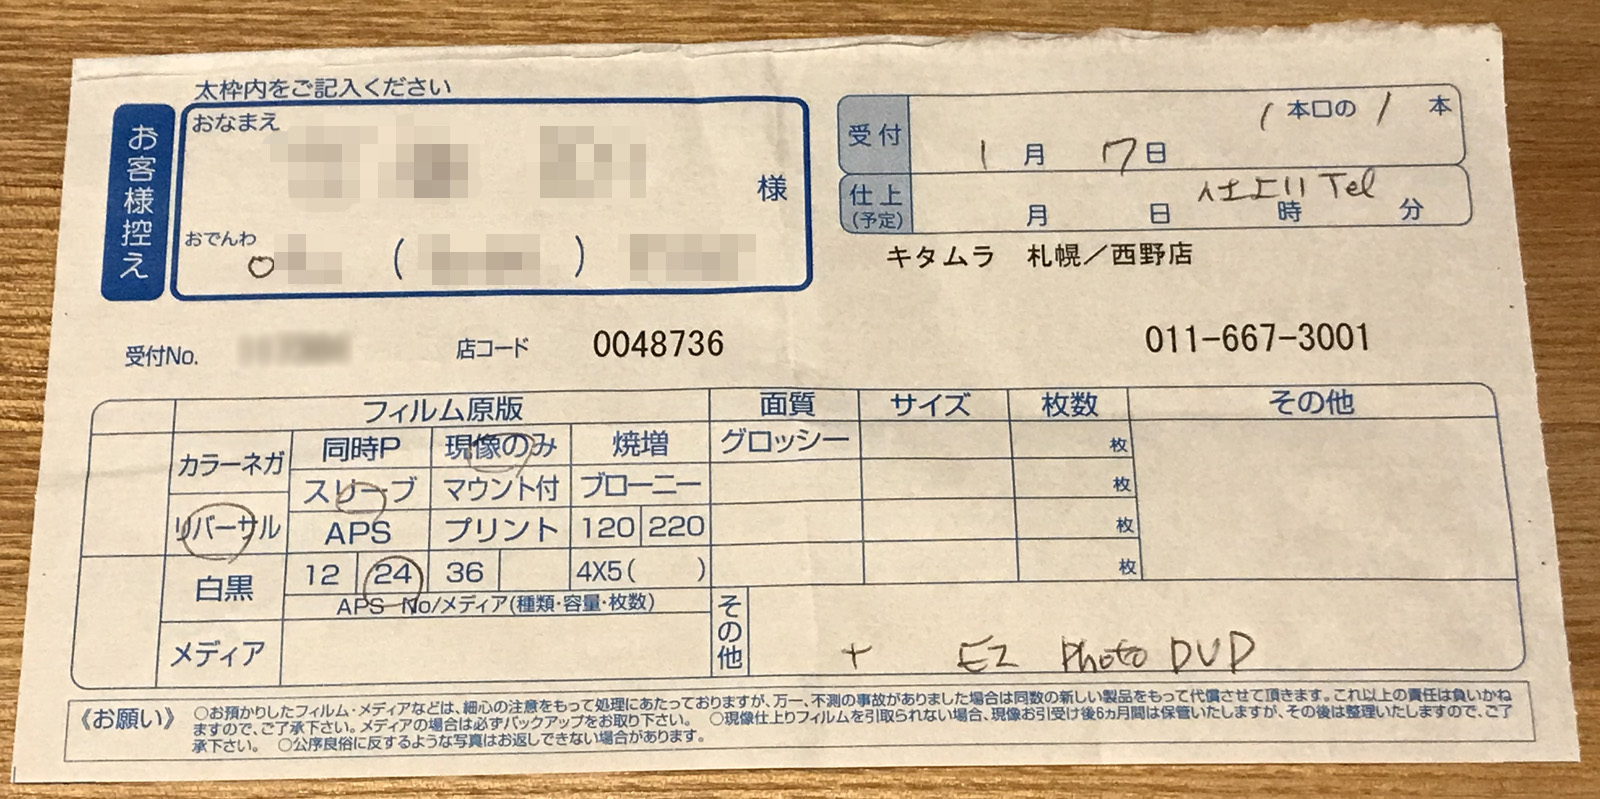 太枠内をご記入ください
お客様控え
おなまえ
様
おでんわ
( )
受付 1本口の1本
1月 17日
仕上(予定) 月 日 時 分
仕上り Tel
キタムラ 札幌/西野店
受付No.
店コード 0048736
011-667-3001
フィルム原版 面質 サイズ 枚数 その他
カラーネガ 同時P 現像のみ 焼増 グロッシー 枚
スリーブ マウント付 ブローニー 枚
リバーサル APS プリント 120 220 枚
白黒 12 24 36 4X5( ) 枚
APS No/メディア(種類・容量・枚数)
メディア
その他 + EZ Photo DVD
《お願い》 ○お預かりしたフィルム・メディアなどは、細心の注意をもって処理にあたっておりますが、万一、不測の事故がありました場合は同数の新しい製品をもって代償させて頂きます。これ以上の責任は負いかね
ますので、ご了承下さい。メディアの場合は必ずバックアップをお取り下さい。 ○現像仕上りフィルムを引取られない場合、現像お引受け後6ヵ月間は保管いたしますが、その後は整理いたしますので、ご了
承下さい。 ○公序良俗に反するような写真はお返しできない場合があります。